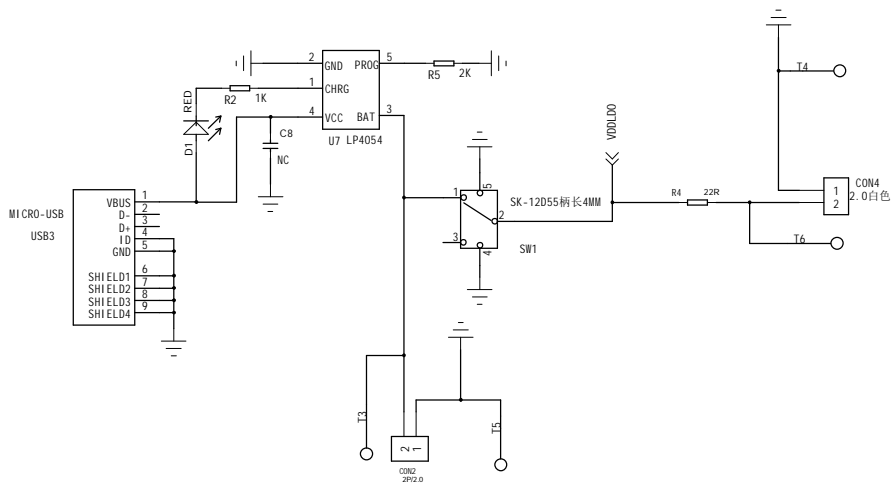 T4
2
GND
PROG
5
R5
2K
1
CHRG
RED
R2
1K
4
VCC
BAT
3
D1
C8
NC
U7
LP4054
VDDLDO
CON4
2.0白色
1
2
R4
22R
T6
MICRO-USB
USB3
VBUS
1
D-
2
D+
3
ID
4
GND
5
SHIELD1
6
SHIELD2
7
SHIELD3
8
SHIELD4
9
1
5
SK-12D55柄长4MM
2
3
4
SW1
T3
T5
2
1
CON2
2P/2.0